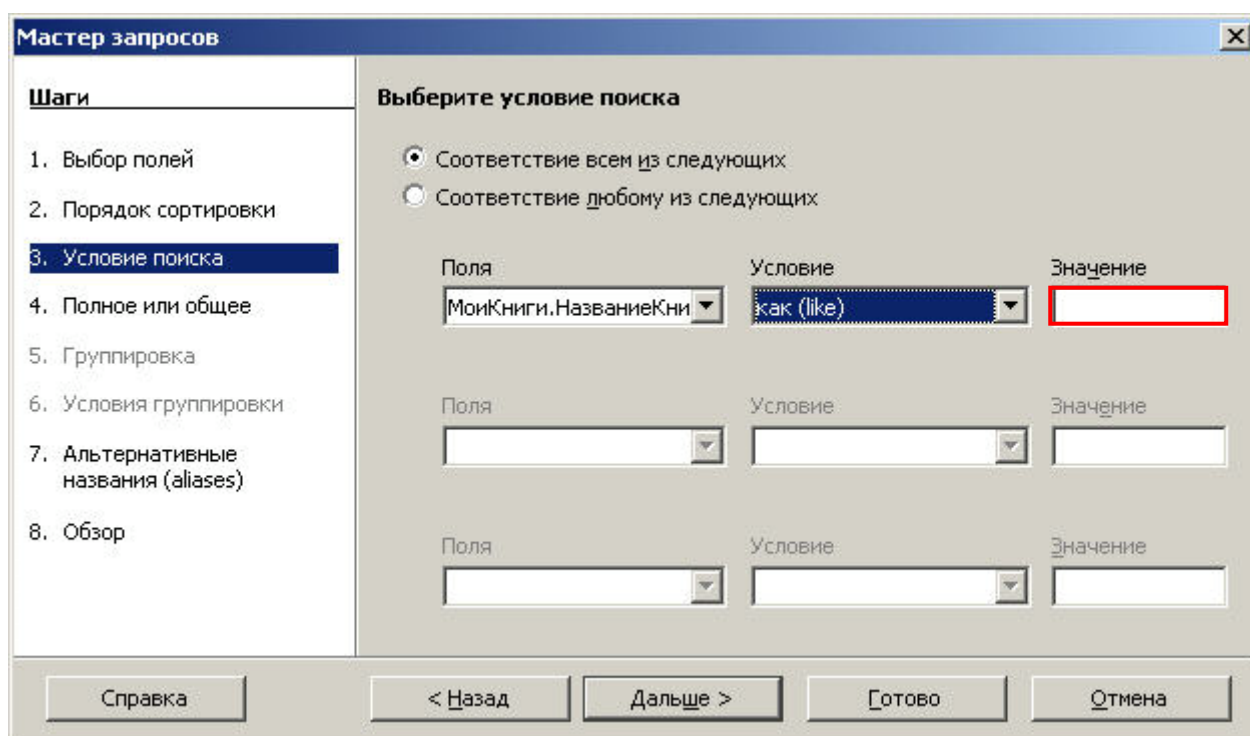 Мастер запросов
Шаги
1. Выбор полей
2. Порядок сортировки
3. Условие поиска
4. Полное или общее
5. Группировка
6. Условия группировки
7. Альтернативные
названия (aliases)
8. Обзор
Выберите условие поиска
Соответствие всем из следующих
Соответствие любому из следующих
Поля Условие Значение
МоиКниги.НазваниеКни как (like)
Поля Условие Значение
Поля Условие Значение
Справка < Назад Дальше > Готово Отмена